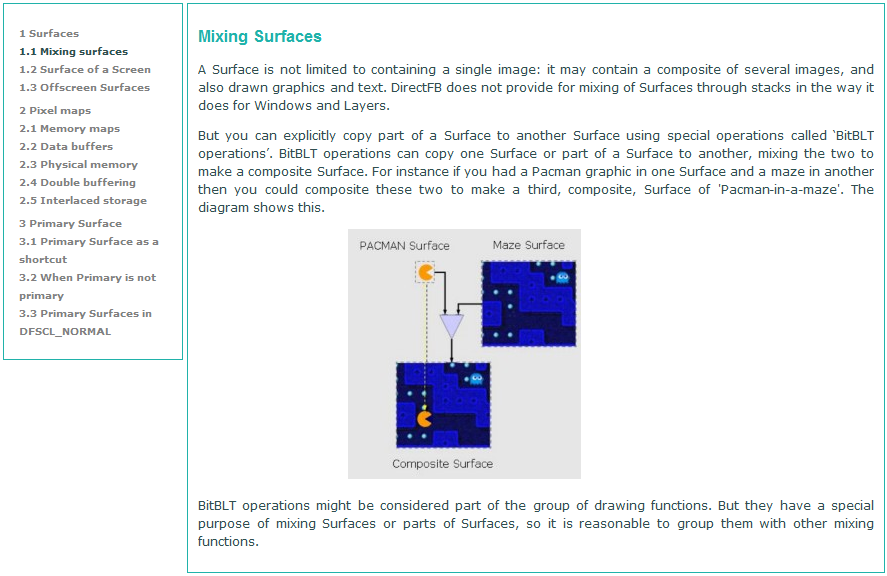 1 Surfaces
1.1 Mixing surfaces
1.2 Surface of a Screen
1.3 Offscreen Surfaces
2 Pixel maps
2.1 Memory maps
2.2 Data buffers
2.3 Physical memory
2.4 Double buffering
2.5 Interlaced storage
3 Primary Surface
3.1 Primary Surface as a
shortcut
3.2 When Primary is not
primary
3.3 Primary Surfaces in
DFSCL_NORMAL
Mixing Surfaces
A Surface is not limited to containing a single image: it may contain a composite of several images, and
also drawn graphics and text. DirectFB does not provide for mixing of Surfaces through stacks in the way it
does for Windows and Layers.
But you can explicitly copy part of a Surface to another Surface using special operations called ‘BitBLT
operations’. BitBLT operations can copy one Surface or part of a Surface to another, mixing the two to
make a composite Surface. For instance if you had a Pacman graphic in one Surface and a maze in another
then you could composite these two to make a third, composite, Surface of 'Pacman-in-a-maze'. The
diagram shows this.
PACMAN Surface
Maze Surface
Composite Surface
BitBLT operations might be considered part of the group of drawing functions. But they have a special
purpose of mixing Surfaces or parts of Surfaces, so it is reasonable to group them with other mixing
functions.